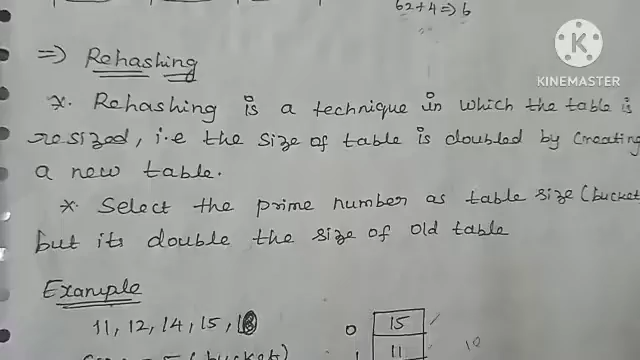 62+4⇒6
⇒ Rehashing
KINEMASTER
*. Rehashing is a technique in which the table is
resized, i.e the size of table is doubled by creating
a new table.
*. Select the prime number as table size (bucket
but its double the size of old table
Example
11, 12, 14, 15,
0 15
1 11
10
(bucket)